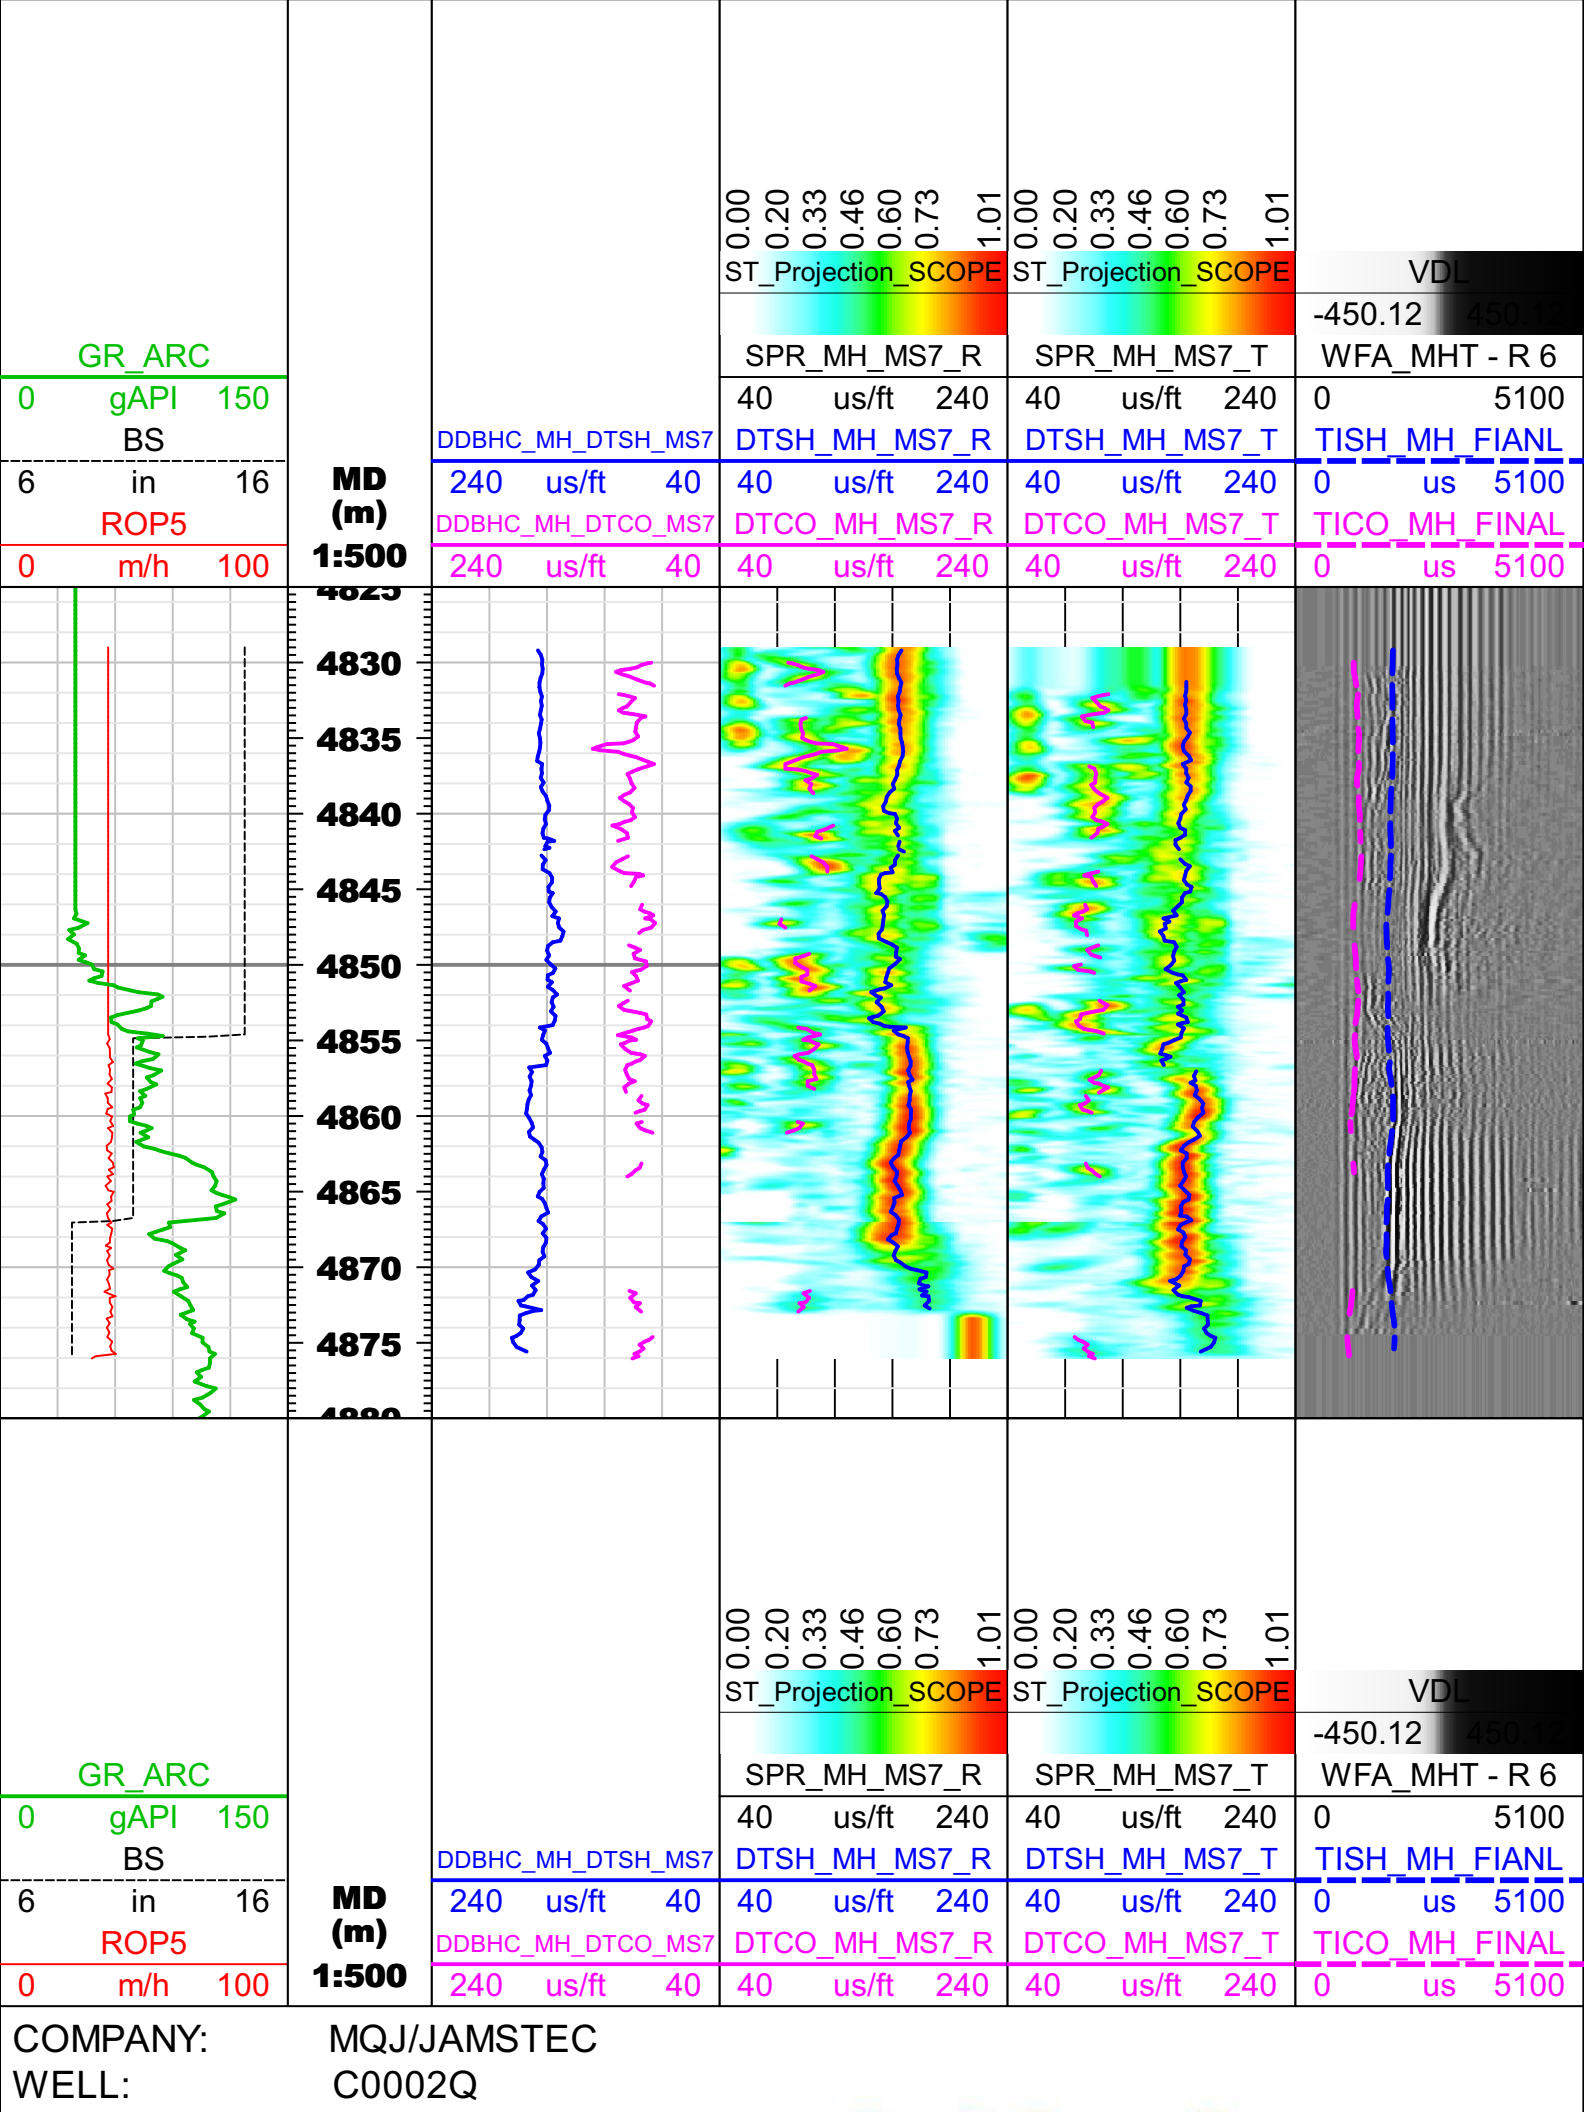 0.00 0.20 0.33 0.46 0.60 0.73 1.01 0.00 0.20 0.33 0.46 0.60 0.73 1.01
ST_Projection_SCOPE ST_Projection_SCOPE VDL
-450.12 450.12
GR_ARC SPR_MH_MS7_R SPR_MH_MS7_T WFA_MHT - R 6
0 gAPI 150 40 us/ft 240 40 us/ft 240 0 5100
BS DDBHC_MH_DTSH_MS7 DTSH_MH_MS7_R DTSH_MH_MS7_T TISH_MH_FIANL
6 in 16 MD 240 us/ft 40 40 us/ft 240 40 us/ft 240 0 us 5100
ROP5 (m) DDBHC_MH_DTCO_MS7 DTCO_MH_MS7_R DTCO_MH_MS7_T TICO_MH_FINAL
0 m/h 100 1:500 240 us/ft 40 40 us/ft 240 40 us/ft 240 0 us 5100
4825
4830
4835
4840
4845
4850
4855
4860
4865
4870
4875
4880
0.00 0.20 0.33 0.46 0.60 0.73 1.01 0.00 0.20 0.33 0.46 0.60 0.73 1.01
ST_Projection_SCOPE ST_Projection_SCOPE VDL
-450.12 450.12
GR_ARC SPR_MH_MS7_R SPR_MH_MS7_T WFA_MHT - R 6
0 gAPI 150 40 us/ft 240 40 us/ft 240 0 5100
BS DDBHC_MH_DTSH_MS7 DTSH_MH_MS7_R DTSH_MH_MS7_T TISH_MH_FIANL
6 in 16 MD 240 us/ft 40 40 us/ft 240 40 us/ft 240 0 us 5100
ROP5 (m) DDBHC_MH_DTCO_MS7 DTCO_MH_MS7_R DTCO_MH_MS7_T TICO_MH_FINAL
0 m/h 100 1:500 240 us/ft 40 40 us/ft 240 40 us/ft 240 0 us 5100
COMPANY: MQJ/JAMSTEC
WELL: C0002Q